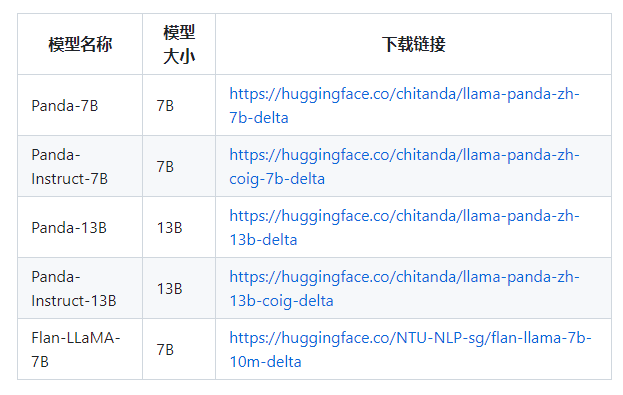 模型名称 模型大小 下载链接
Panda-7B 7B https://huggingface.co/chitanda/llama-panda-zh-
7b-delta
Panda-
Instruct-7B 7B https://huggingface.co/chitanda/llama-panda-zh-
coig-7b-delta
Panda-13B 13B https://huggingface.co/chitanda/llama-panda-zh-
13b-delta
Panda-
Instruct-13B 13B https://huggingface.co/chitanda/llama-panda-zh-
13b-coig-delta
Flan-LLaMA-
7B 7B https://huggingface.co/NTU-NLP-sg/flan-llama-7b-
10m-delta